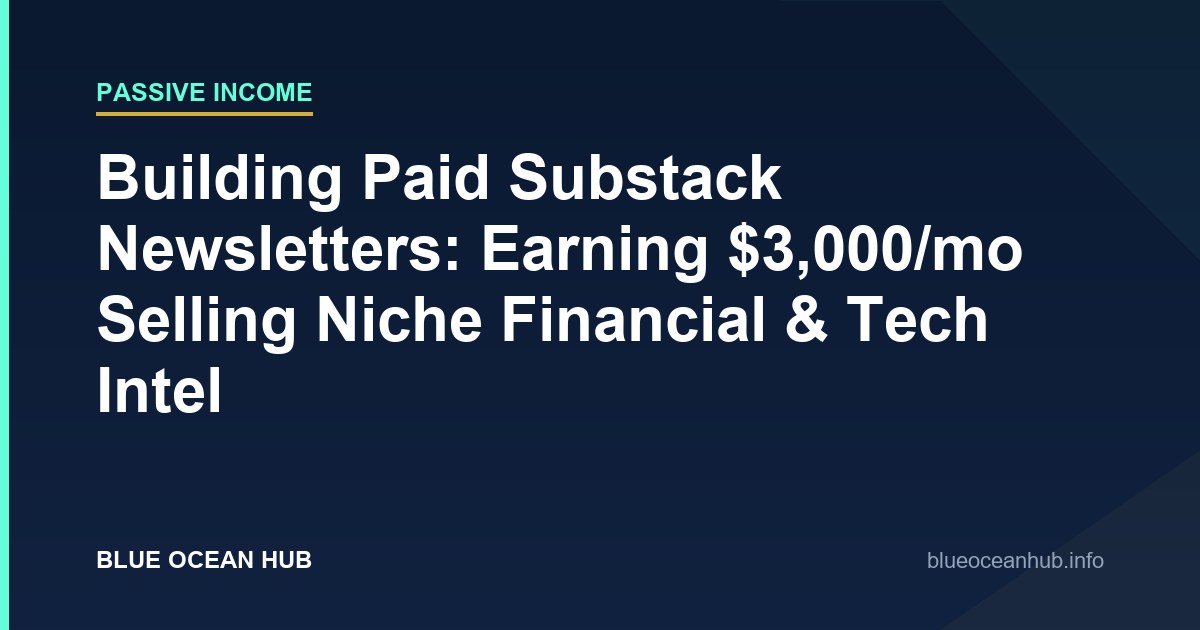 PASSIVE INCOME
Building Paid Substack
Newsletters: Earning $3,000/mo
Selling Niche Financial & Tech
Intel
BLUE OCEAN HUB
blueoceanhub.info